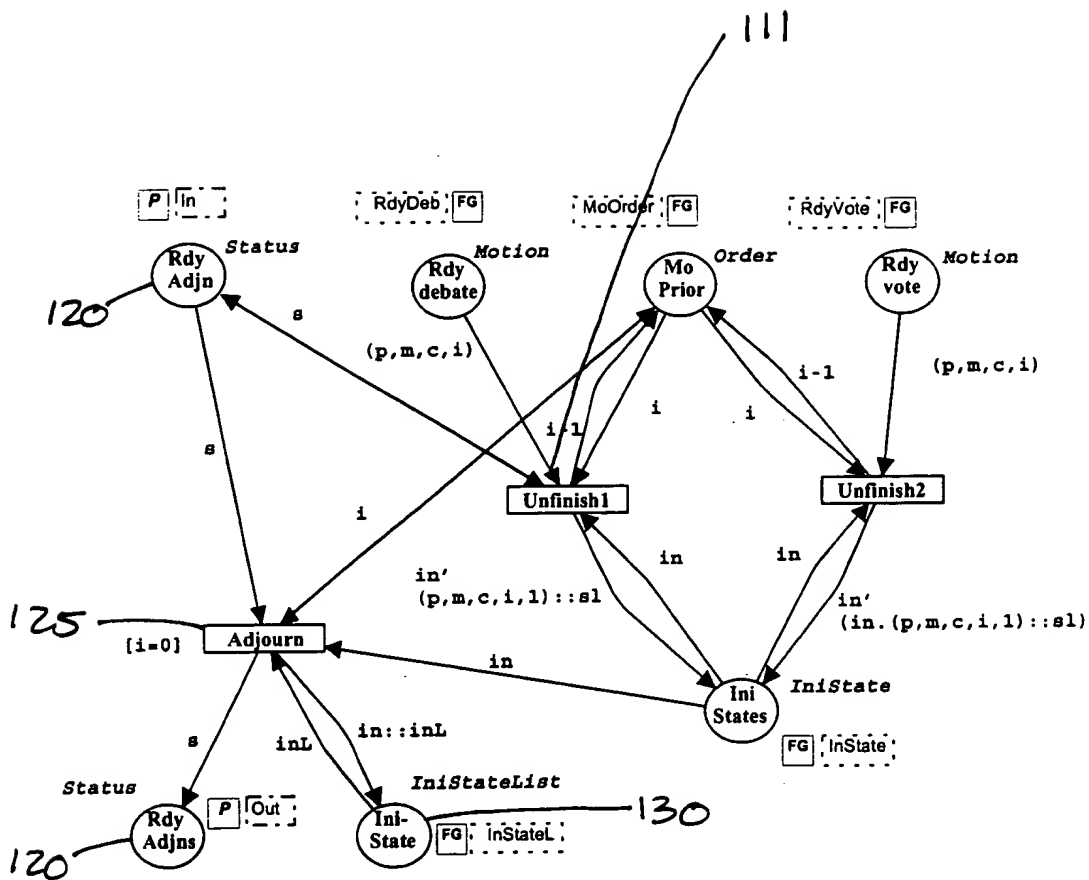 111
P In RdyDeb FG MoOrder FG RdyVote FG
Status Motion Order Motion
Rdy Adjn
Rdy debate
Mo Prior
Rdy vote
120
s
(p,m,c,i)
i-1
i
i-1
i
(p,m,c,i)
s
i
Unfinish1
Unfinish2
in
in
in'
(p,m,c,i,1)::sl
in'
(in.(p,m,c,i,1)::sl)
125
[i=0]
Adjourn
in
Ini States
IniState
FG InState
s
inL
in::inL
Status
IniStateList
Rdy Adjns
P Out
Ini-State
FG InStateL
130
120